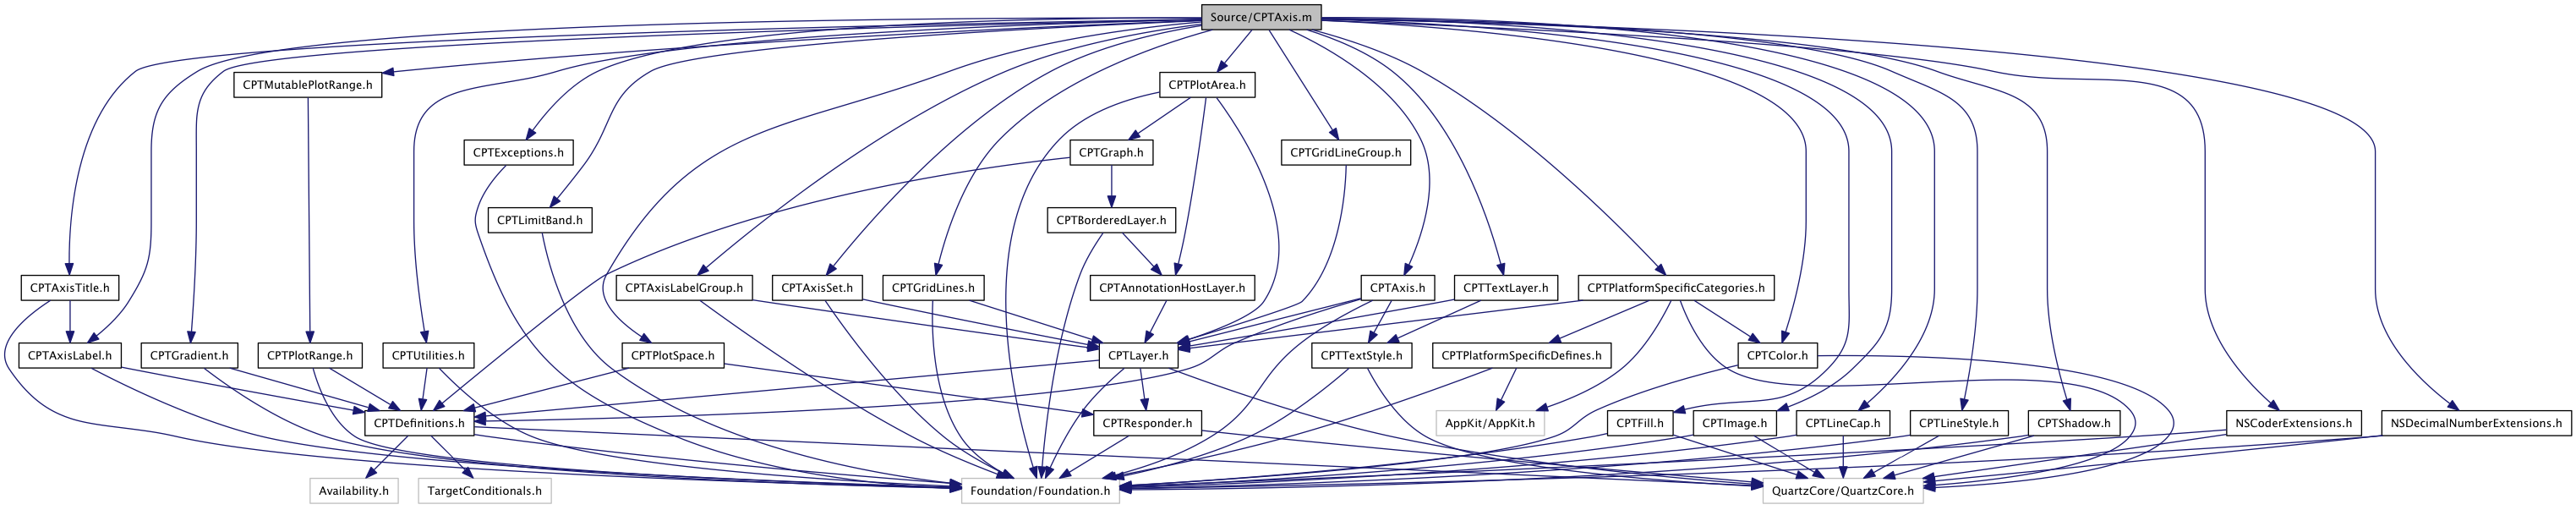 Source/CPTAxis.m
CPTMutablePlotRange.h
CPTPlotArea.h
CPTExceptions.h
CPTGraph.h
CPTGridLineGroup.h
CPTLimitBand.h
CPTBorderedLayer.h
CPTAxisTitle.h
CPTAxisLabelGroup.h
CPTAxisSet.h
CPTGridLines.h
CPTAnnotationHostLayer.h
CPTAxis.h
CPTTextLayer.h
CPTPlatformSpecificCategories.h
CPTAxisLabel.h
CPTGradient.h
CPTPlotRange.h
CPTUtilities.h
CPTPlotSpace.h
CPTLayer.h
CPTTextStyle.h
CPTPlatformSpecificDefines.h
CPTColor.h
CPTDefinitions.h
CPTResponder.h
AppKit/AppKit.h
CPTFill.h
CPTImage.h
CPTLineCap.h
CPTLineStyle.h
CPTShadow.h
NSCoderExtensions.h
NSDecimalNumberExtensions.h
Availability.h
TargetConditionals.h
Foundation/Foundation.h
QuartzCore/QuartzCore.h